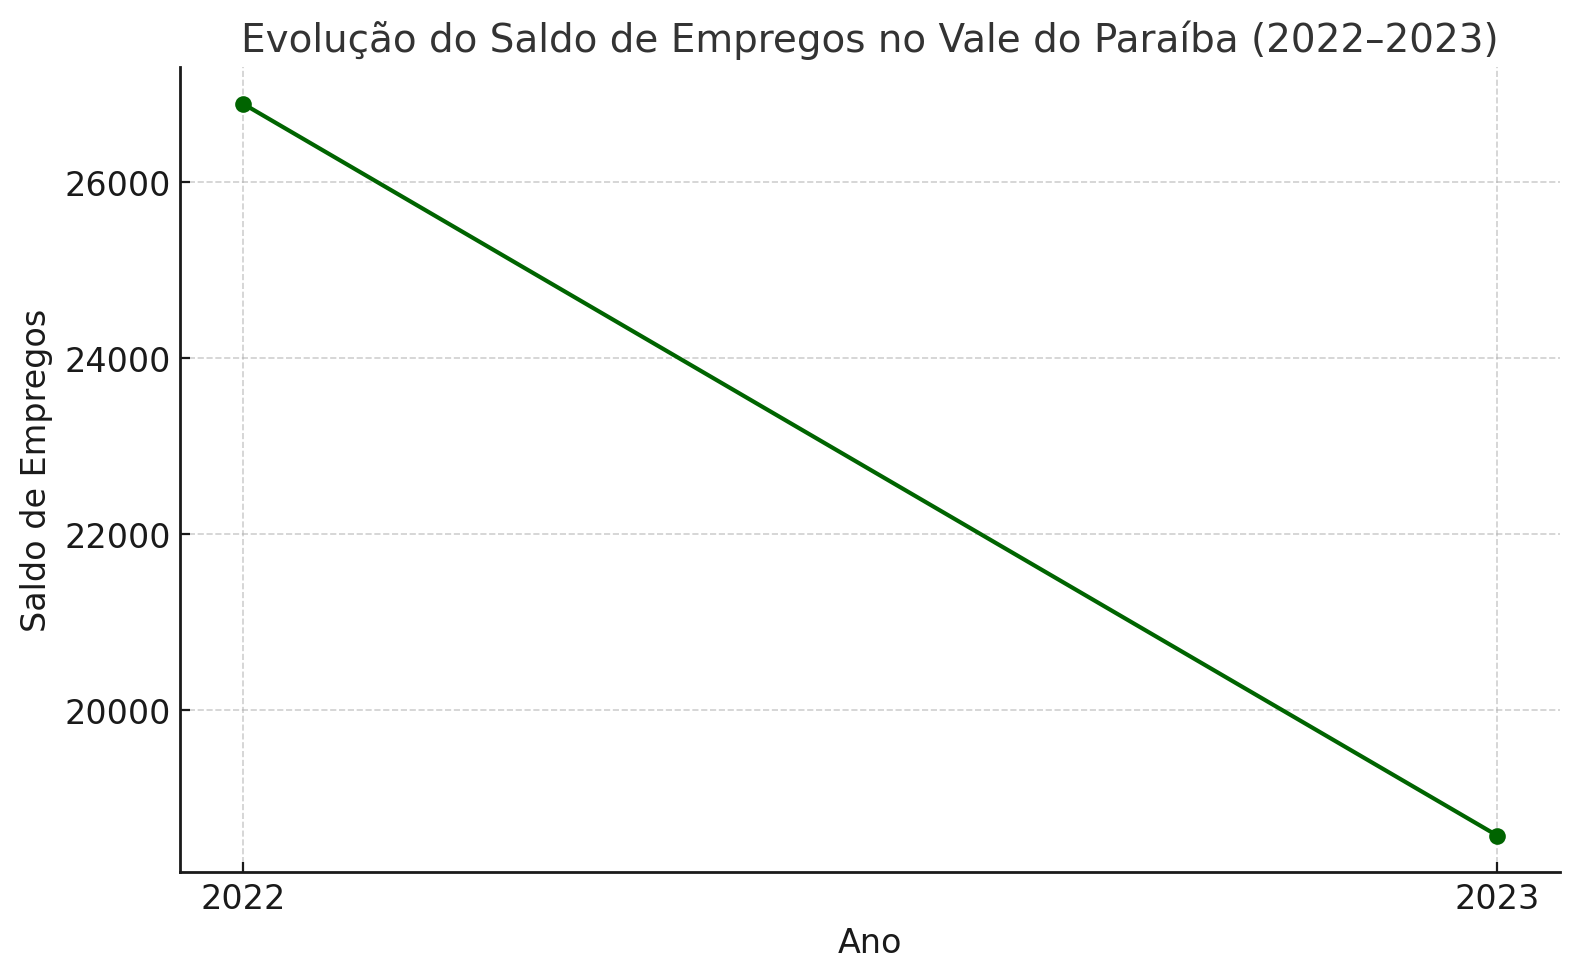 Evolução do Saldo de Empregos no Vale do Paraíba (2022–2023)
Saldo de Empregos
26000
24000
22000
20000
2022
2023
Ano